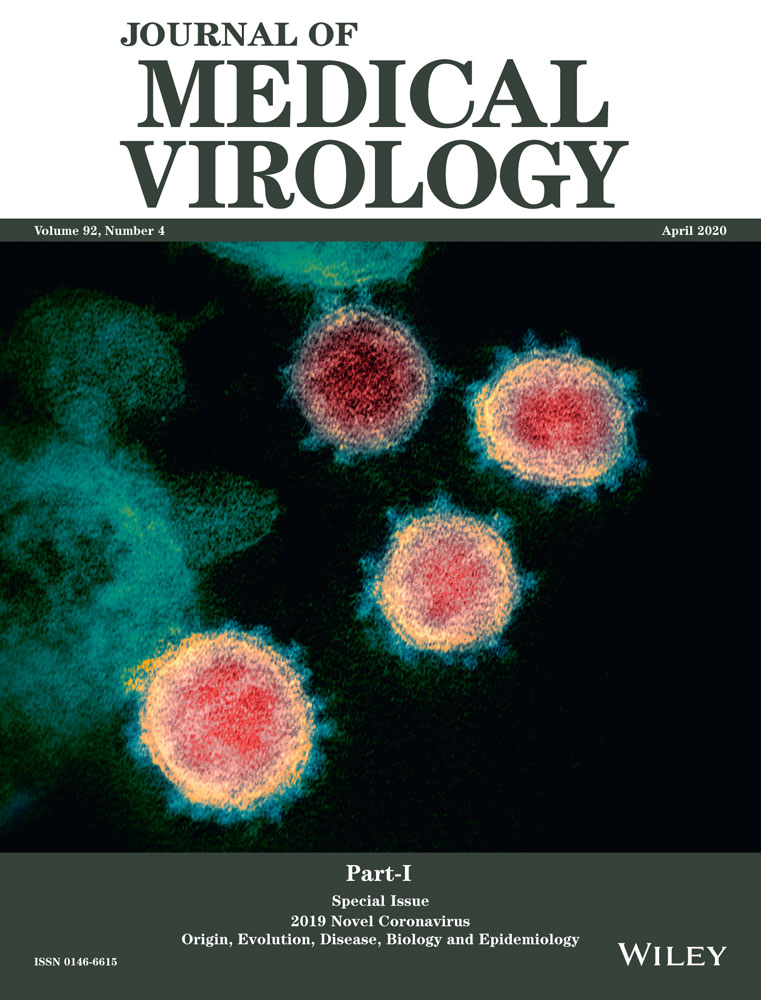 JOURNAL OF
MEDICAL
VIROLOGY
Volume 92, Number 4
April 2020
Part-I
Special Issue
2019 Novel Coronavirus
Origin, Evolution, Disease, Biology and Epidemiology
ISSN 0146-6615
WILEY